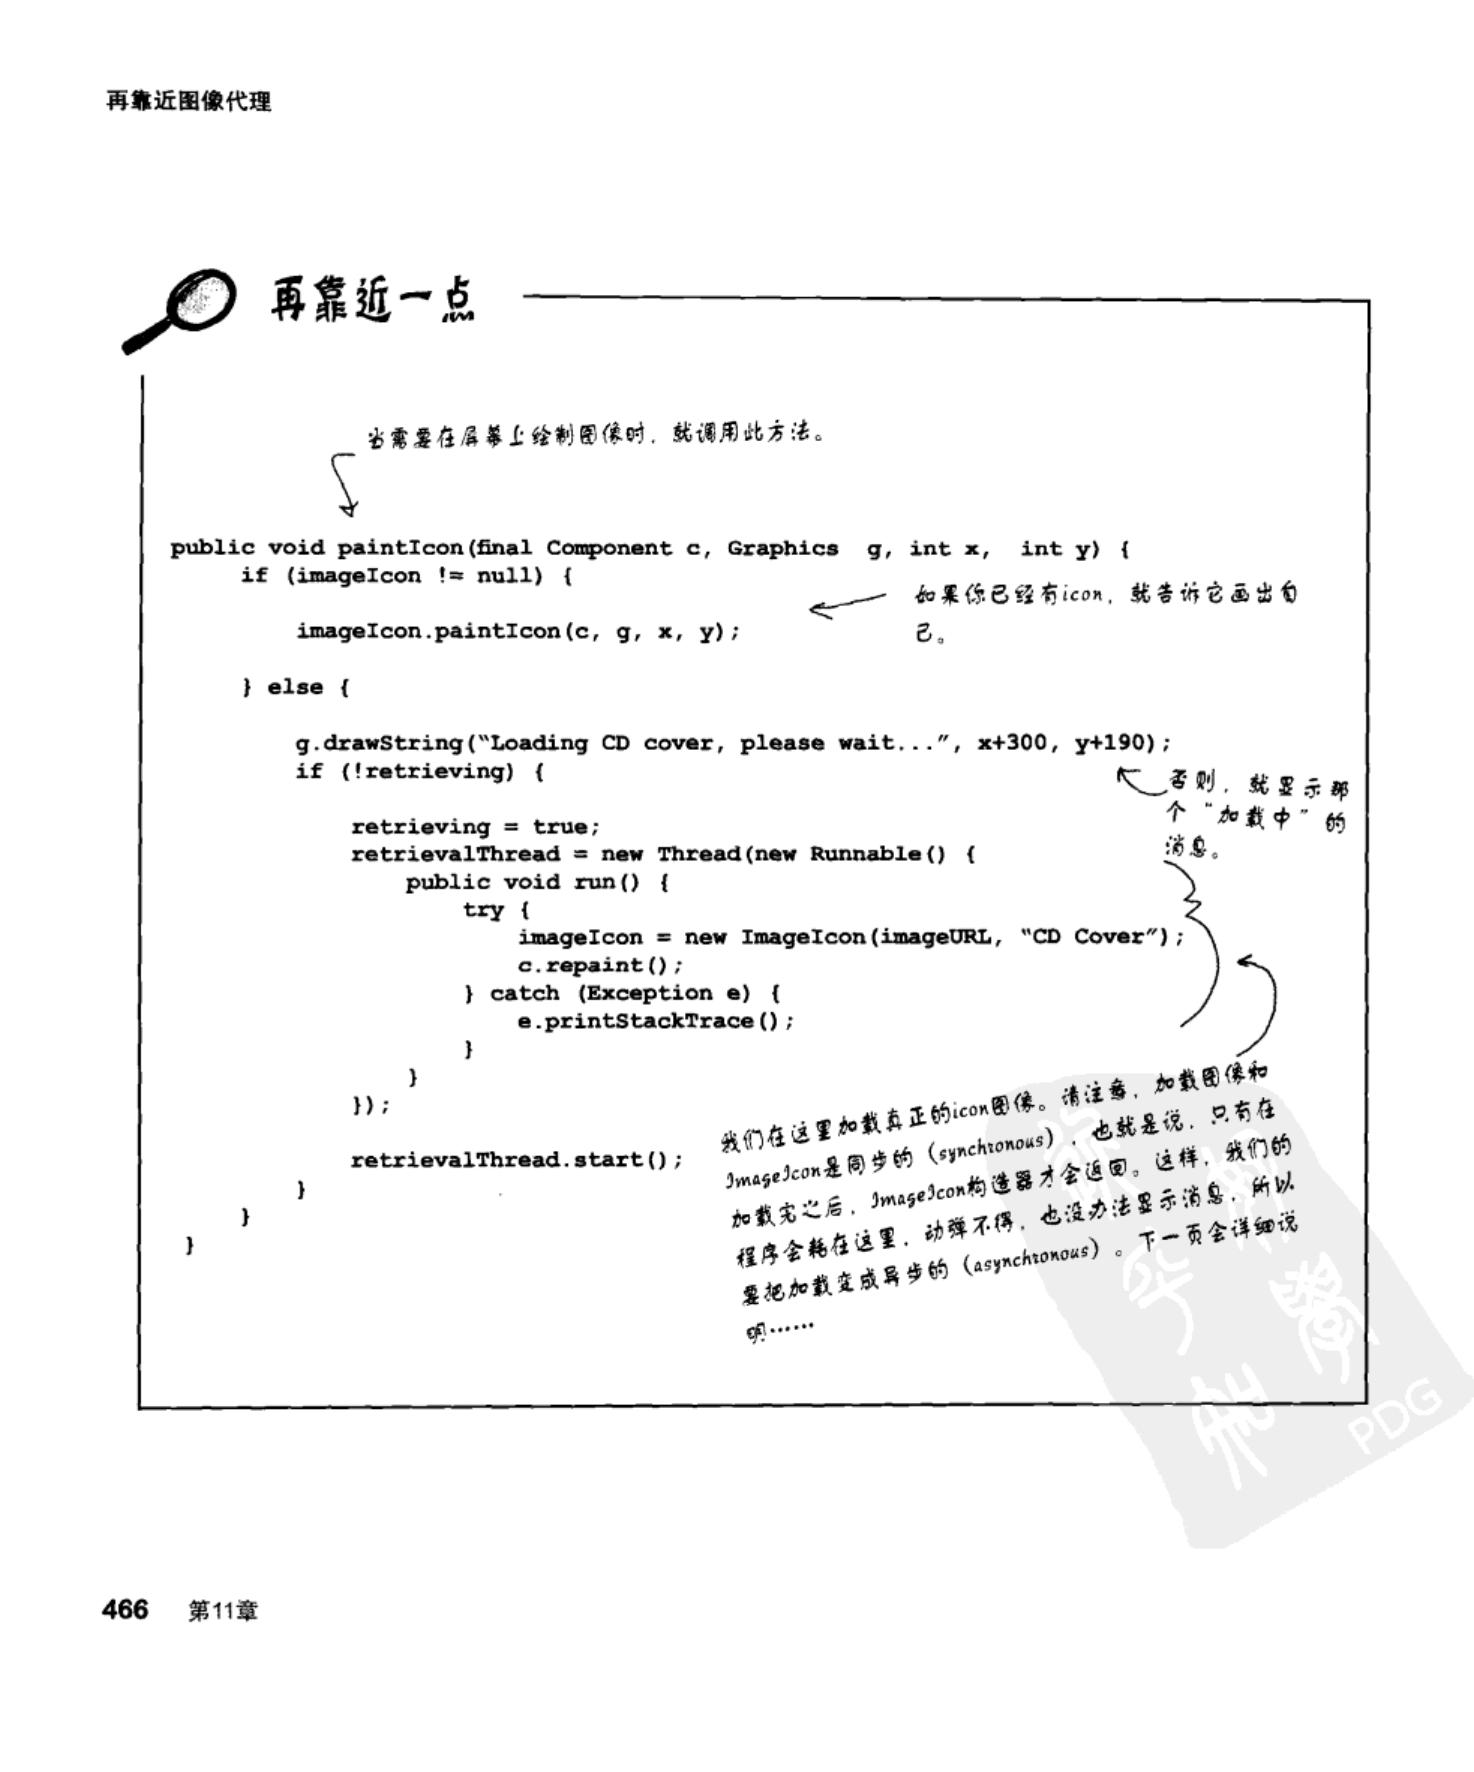 再靠近图像代理
再靠近一点
当需要在屏幕上绘制图像时，就调用此方法。
public void paintIcon(final Component c, Graphics  g, int x,  int y) {
if (imageIcon != null) {
如果你已经有icon，就告诉它画出自
己。
imageIcon.paintIcon(c, g, x, y);
} else {
g.drawString(“Loading CD cover, please wait...”, x+300, y+190);
if (!retrieving) {
否则，就显示那
个“加载中”的
消息。
retrieving = true;
retrievalThread = new Thread(new Runnable() {
public void run() {
try {
imageIcon = new ImageIcon(imageURL, “CD Cover”);
c.repaint();
} catch (Exception e) {
e.printStackTrace();
}
}
});
retrievalThread.start();
}
}
}
我们在这里加载真正的icon图像。请注意，加载图像和
ImageIcon是同步的（synchronous），也就是说，只有在
加载完之后，ImageIcon构造器才会返回。这样，我们的
程序会耗在这里，动弹不得，也没办法显示消息，所以
要把加载变成异步的（asynchronous）。下一页会详细说
明……
PDG
466 第11章